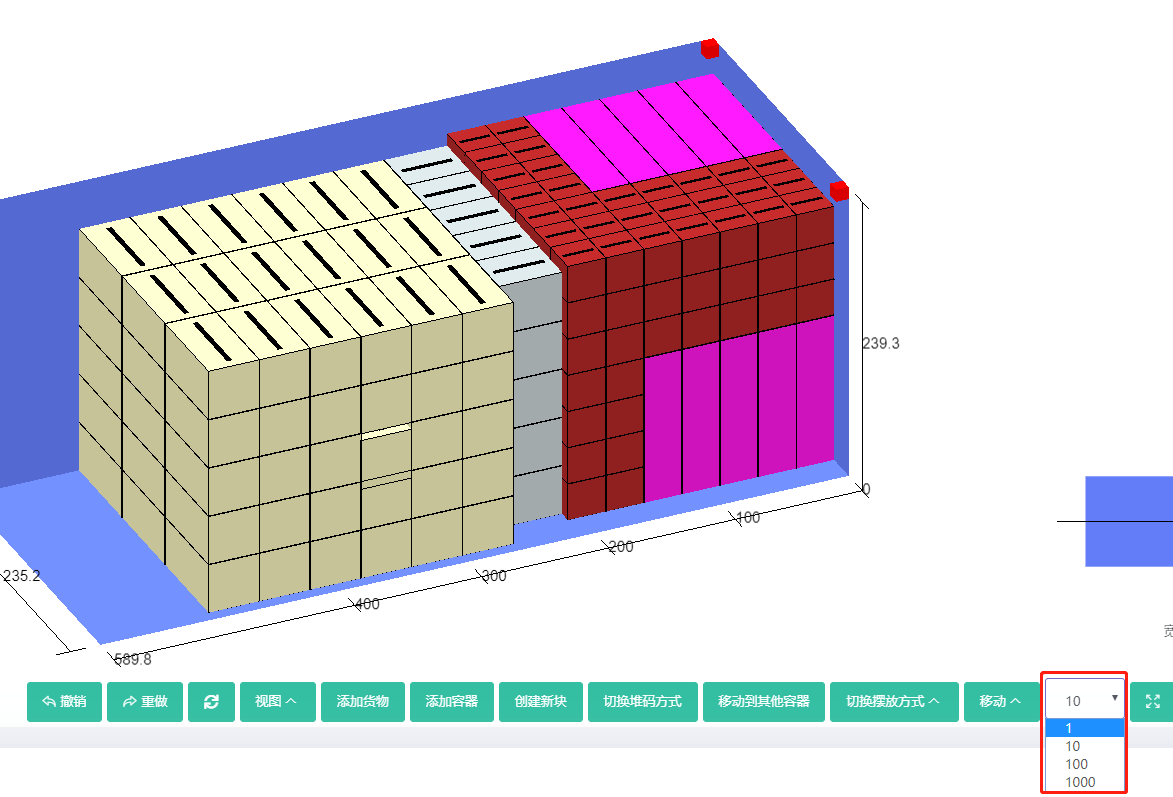 239.3
0
100
200
300
400
589.8
235.2
宽
撤销
重做
视图
添加货物
添加容器
创建新块
切换堆码方式
移动到其他容器
切换摆放方式
移动
10
1
10
100
1000